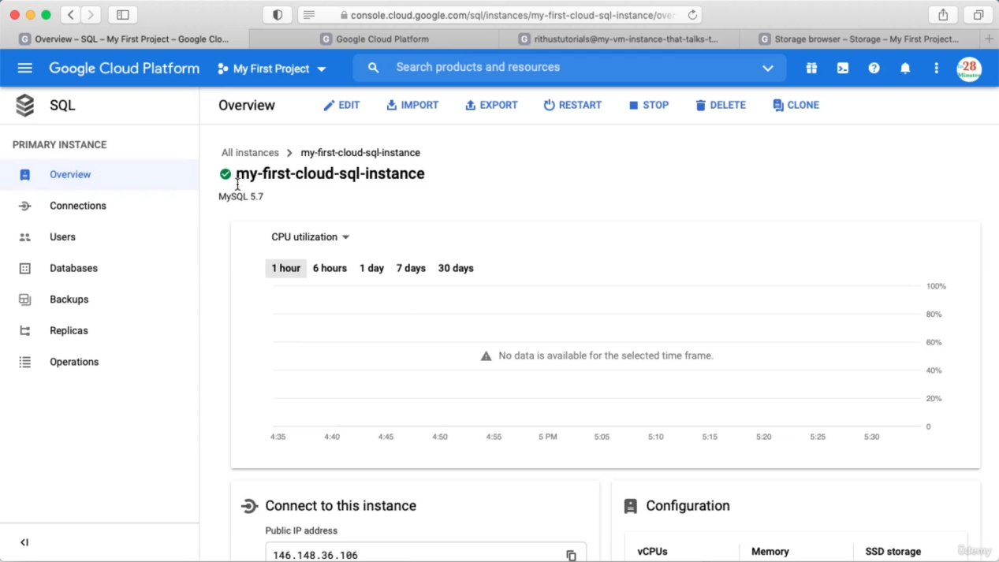 console.cloud.google.com/sql/instances/my-first-cloud-sql-instance/over
Overview – SQL – My First Project – Google Clo...
Google Cloud Platform
rithustutorials@my-vm-instance-that-talks-t...
Storage browser – Storage – My First Project...
Google Cloud Platform
My First Project
Search products and resources
28
Minutes
SQL
Overview
EDIT
IMPORT
EXPORT
RESTART
STOP
DELETE
CLONE
PRIMARY INSTANCE
Overview
Connections
Users
Databases
Backups
Replicas
Operations
All instances > my-first-cloud-sql-instance
my-first-cloud-sql-instance
MySQL 5.7
CPU utilization
1 hour 6 hours 1 day 7 days 30 days
100%
80%
60%
No data is available for the selected time frame.
40%
20%
0
4:35 4:40 4:45 4:50 4:55 5 PM 5:05 5:10 5:15 5:20 5:25 5:30
Connect to this instance
Public IP address
146.148.36.106
Configuration
vCPUs Memory SSD storage
ûdemy